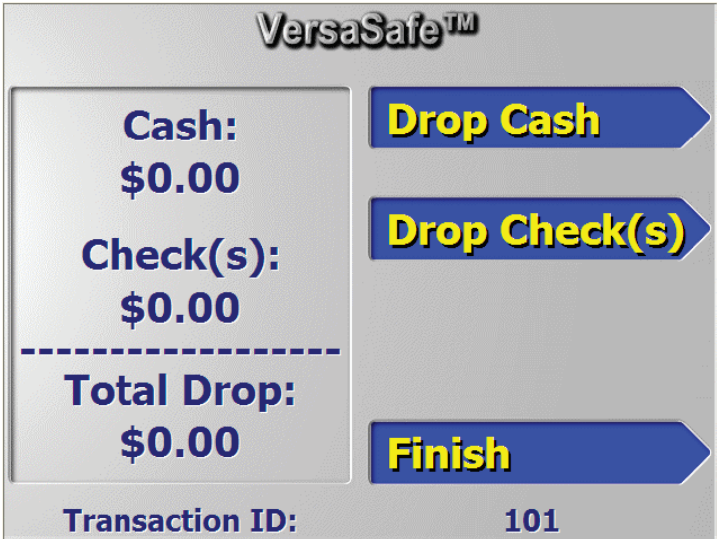 VersaSafe™
Cash:
$0.00
Check(s):
$0.00
-------------------
Total Drop:
$0.00
Drop Cash
Drop Check(s)
Finish
Transaction ID: 101